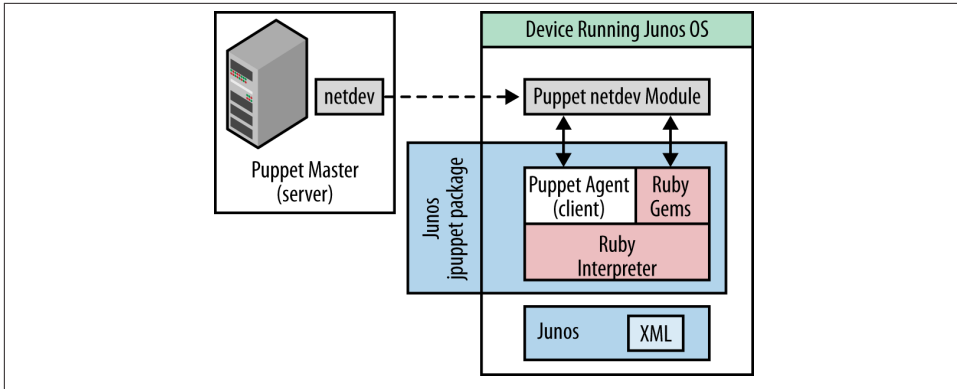 Device Running Junos OS
netdev
Puppet netdev Module
Puppet Master
(server)
Junos
jpuppet package
Puppet Agent
(client)
Ruby
Gems
Ruby
Interpreter
Junos
XML